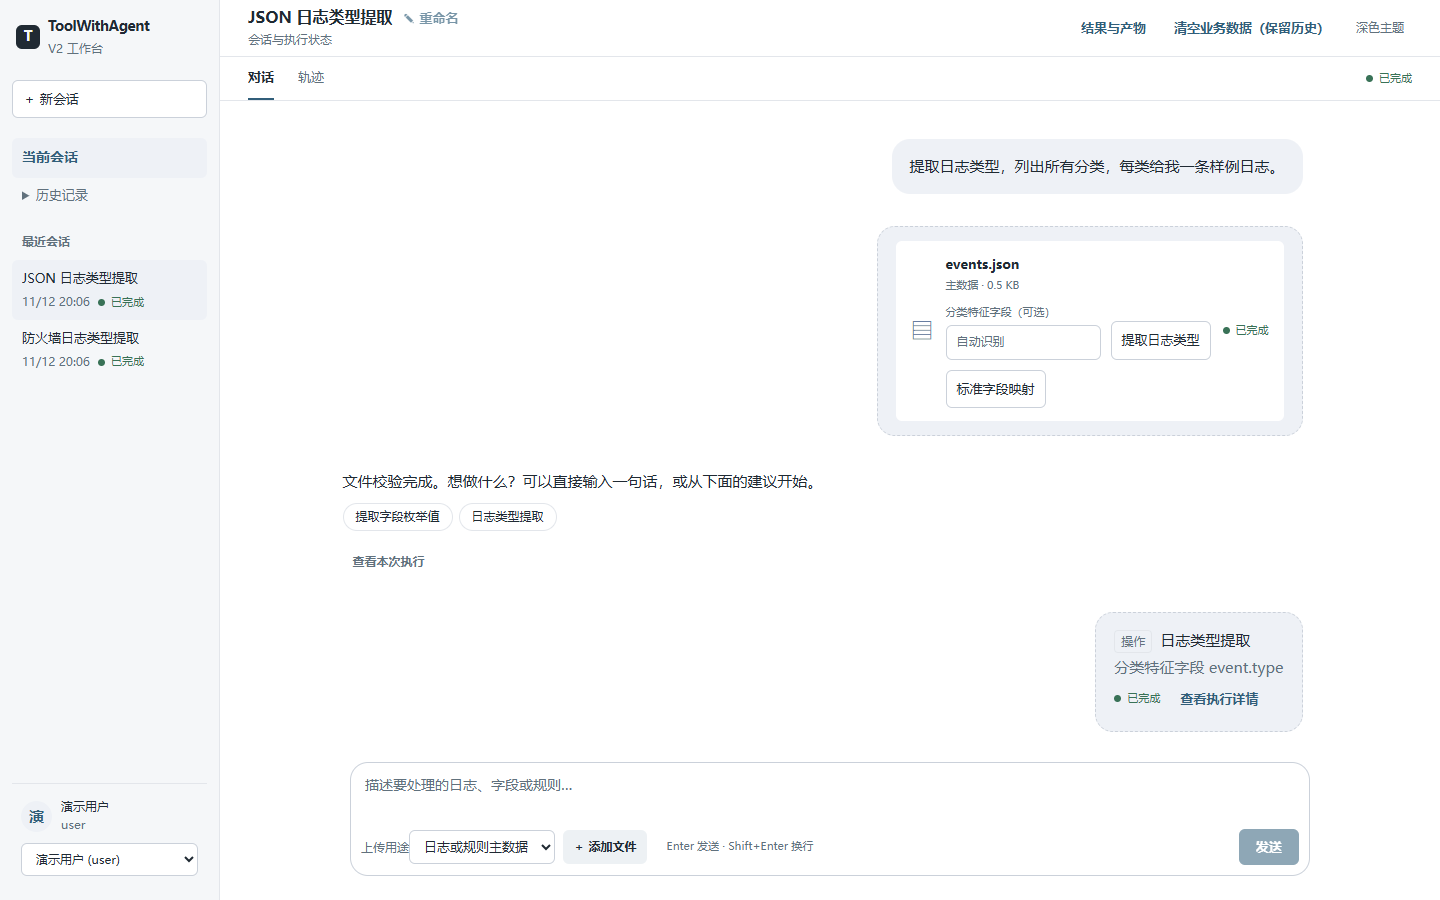 T
ToolWithAgent
V2 工作台
+ 新会话
当前会话
▶ 历史记录
最近会话
JSON 日志类型提取
11/12 20:06 ● 已完成
防火墙日志类型提取
11/12 20:06 ● 已完成
演
演示用户
user
演示用户 (user)
JSON 日志类型提取
重命名
会话与执行状态
结果与产物
清空业务数据（保留历史）
深色主题
对话
轨迹
● 已完成
提取日志类型，列出所有分类，每类给我一条样例日志。
events.json
主数据 · 0.5 KB
分类特征字段（可选）
自动识别
提取日志类型
● 已完成
标准字段映射
文件校验完成。想做什么？可以直接输入一句话，或从下面的建议开始。
提取字段枚举值
日志类型提取
查看本次执行
操作 日志类型提取
分类特征字段 event.type
● 已完成 查看执行详情
描述要处理的日志、字段或规则...
上传用途 日志或规则主数据
+ 添加文件
Enter 发送 · Shift+Enter 换行
发送